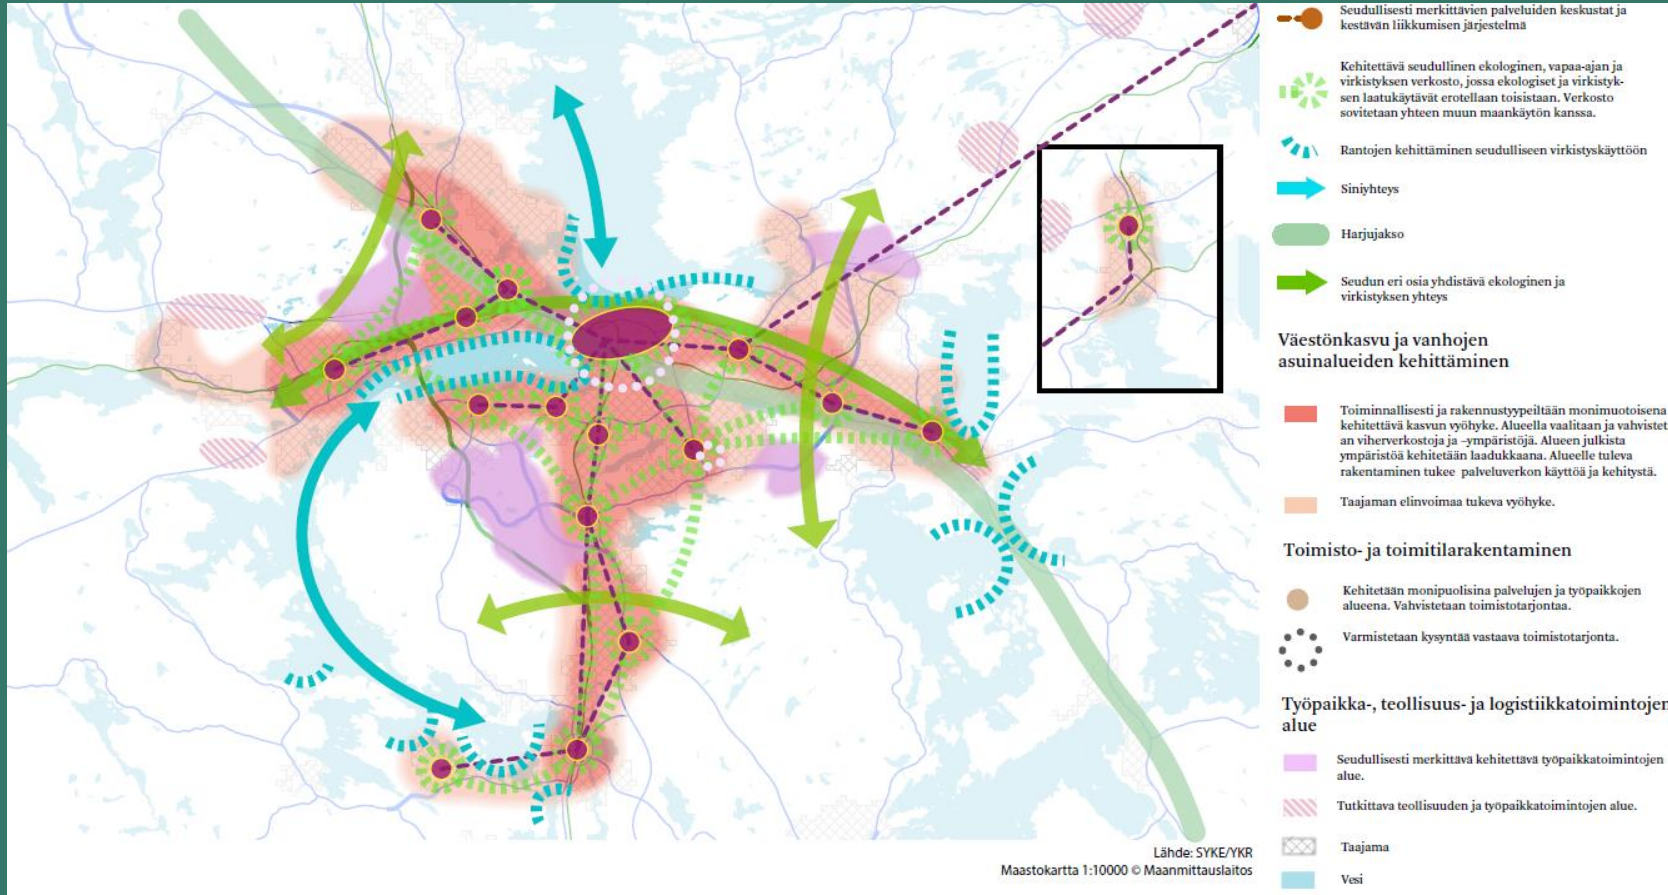 Seudullisesti merkittävien palveluiden keskustat ja
kestävän liikkumisen järjestelmä
Kehitettävä seudullinen ekologinen, vapaa-ajan ja
virkistyksen verkosto, jossa ekologiset ja virkistyk-
sen laatukäytävät erotellaan toisistaan. Verkosto
sovitetaan yhteen muun maankäytön kanssa.
Rantojen kehittäminen seudulliseen virkistyskäyttöön
Siniyhteys
Harjujakso
Seudun eri osia yhdistävä ekologinen ja
virkistyksen yhteys
Väestönkasvu ja vanhojen
asuinalueiden kehittäminen
Toiminnallisesti ja rakennustyypeiltään monimuotoisena
kehitettävä kasvun vyöhyke. Alueella vaalitaan ja vahvistet
an viherverkostoja ja -ympäristöjä. Alueen julkista
ympäristöä kehitetään laadukkaana. Alueelle tuleva
rakentaminen tukee palveluverkon käyttöä ja kehitystä.
Taajaman elinvoimaa tukeva vyöhyke.
Toimisto- ja toimitilarakentaminen
Kehitetään monipuolisina palvelujen ja työpaikkojen
alueena. Vahvistetaan toimistotarjontaa.
Varmistetaan kysyntää vastaava toimistotarjonta.
Työpaikka-, teollisuus- ja logistiikkatoimintojen
alue
Seudullisesti merkittävä kehitettävä työpaikkatoimintojen
alue.
Tutkittava teollisuuden ja työpaikkatoimintojen alue.
Taajama
Vesi
Lähde: SYKE/YKR
Maastokartta 1:10000 © Maanmittauslaitos